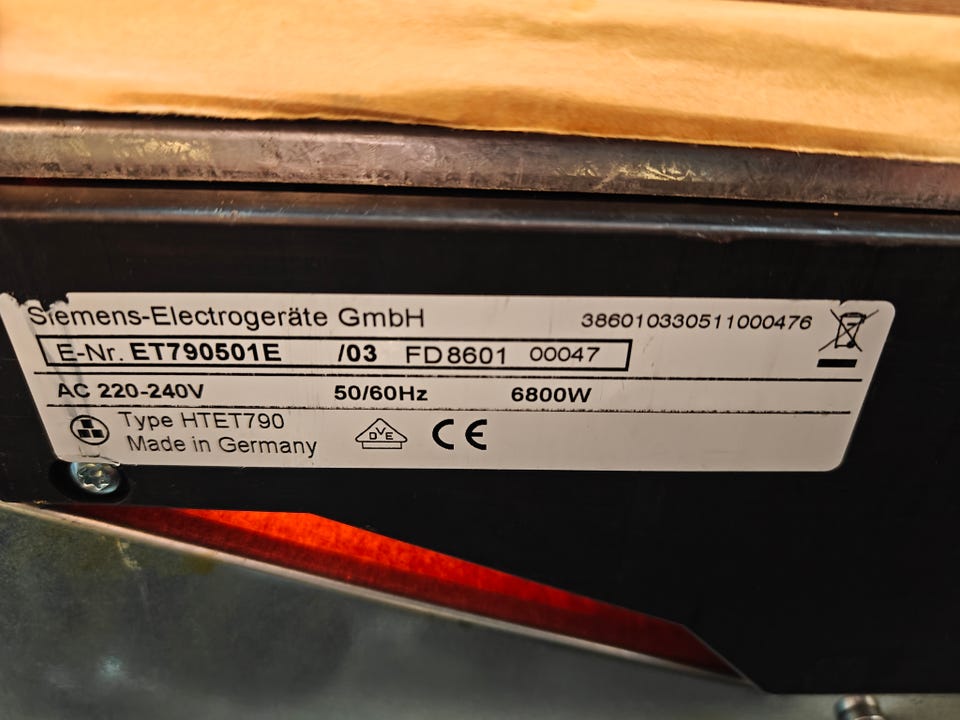 Siemens-Electrogeräte GmbH 386010330511000476
E-Nr. ET790501E /03 FD 8601 00047
AC 220-240V 50/60Hz 6800W
Type HTET790
Made in Germany
DVE CE